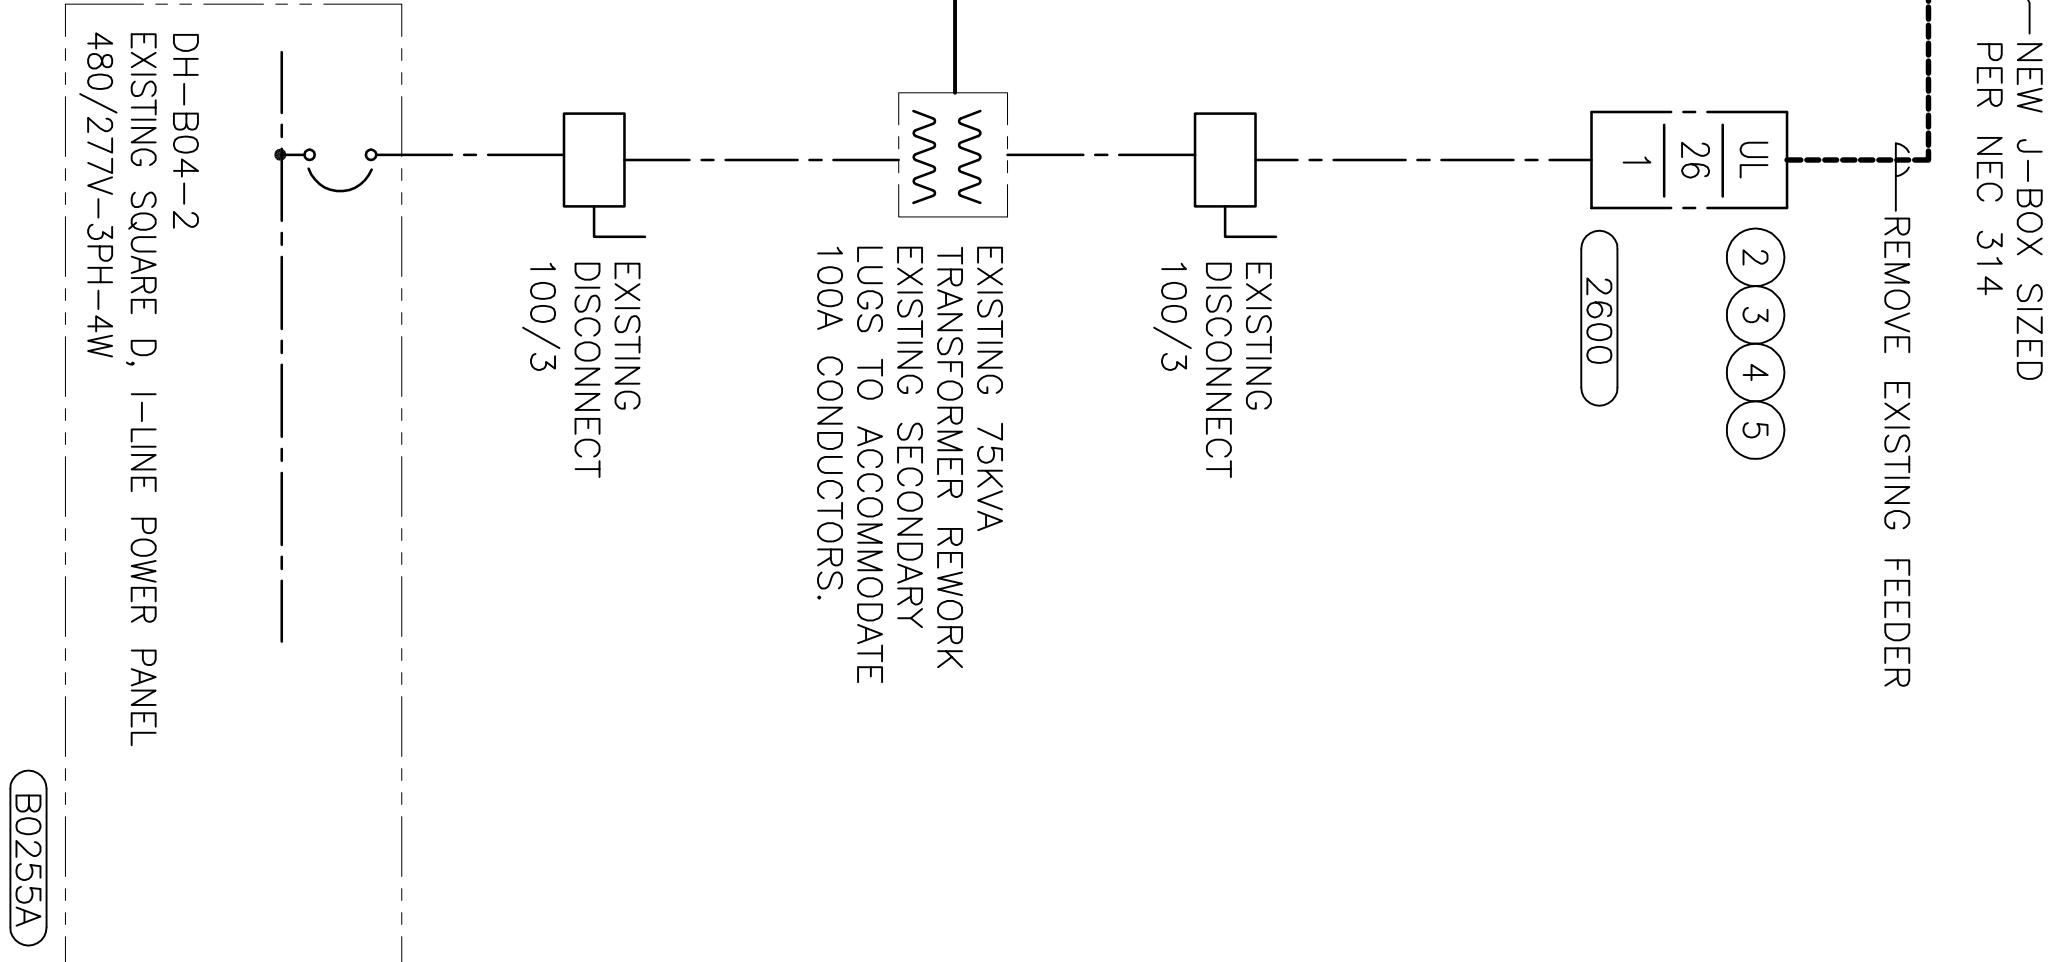 NEW J-BOX SIZED
PER NEC 314
REMOVE EXISTING FEEDER
UL
26
1
2
3
4
5
2600
EXISTING
DISCONNECT
100/3
EXISTING 75KVA
TRANSFORMER REWORK
EXISTING SECONDARY
LUGS TO ACCOMMODATE
100A CONDUCTORS.
EXISTING
DISCONNECT
100/3
DH-B04-2
EXISTING SQUARE D, I-LINE POWER PANEL
480/277V-3PH-4W
B0255A